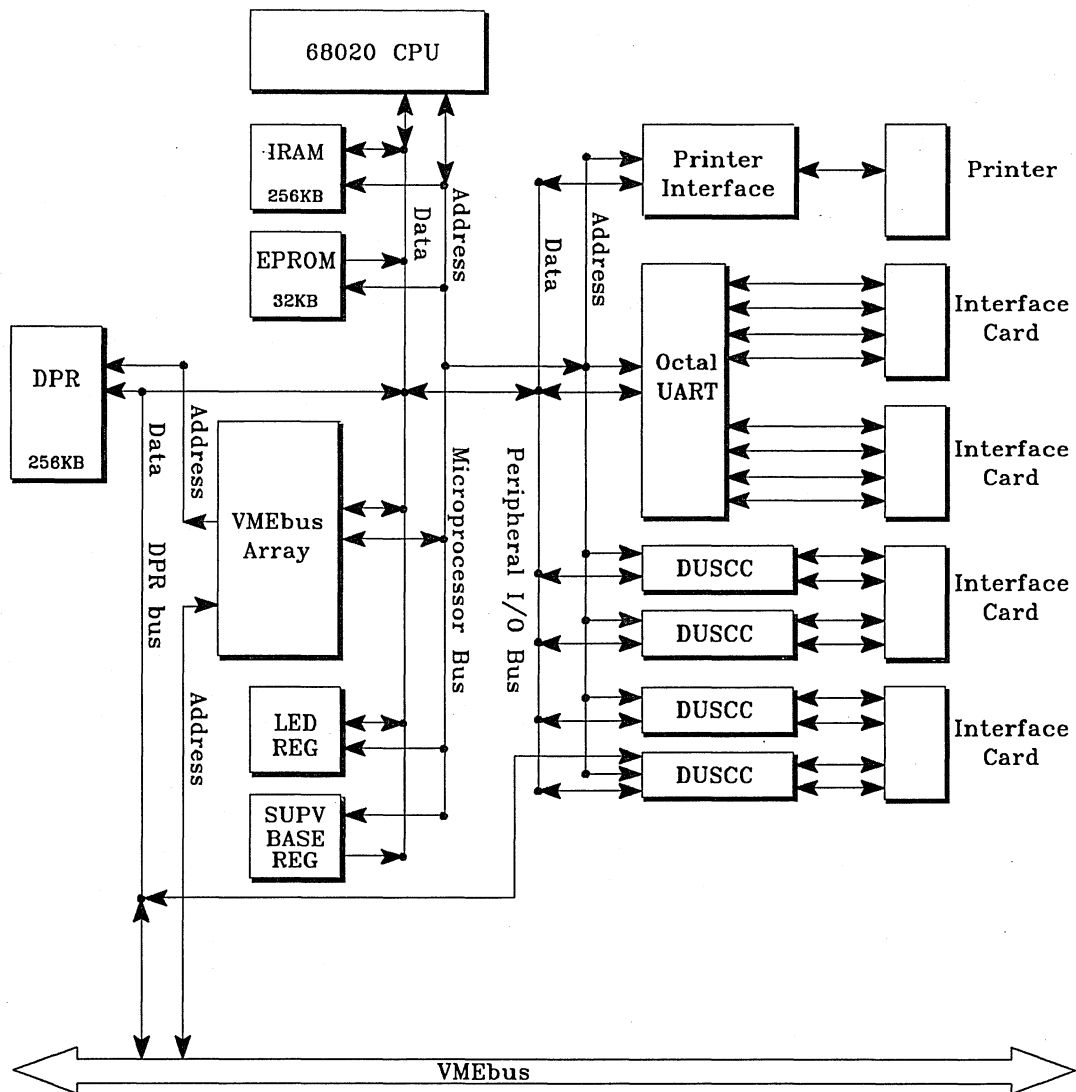 68020 CPU
IRAM
256KB
EPROM
32KB
Data
Address
Data
Address
Printer
Interface
Printer
DPR
256KB
Address
Data
DPR bus
VMEbus
Array
Microprocessor Bus
Peripheral I/O Bus
Octal
UART
Interface
Card
Interface
Card
DUSCC
DUSCC
Interface
Card
DUSCC
DUSCC
Interface
Card
Address
LED
REG
SUPV
BASE
REG
VMEbus